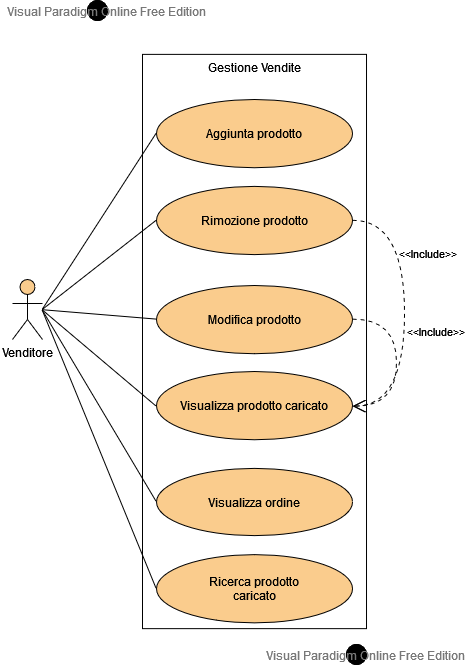 Visual Paradigm Online Free Edition
Gestione Vendite
Aggiunta prodotto
Rimozione prodotto
<<Include>>
Modifica prodotto
<<Include>>
Venditore
Visualizza prodotto caricato
Visualizza ordine
Ricerca prodotto
caricato
Visual Paradigm Online Free Edition